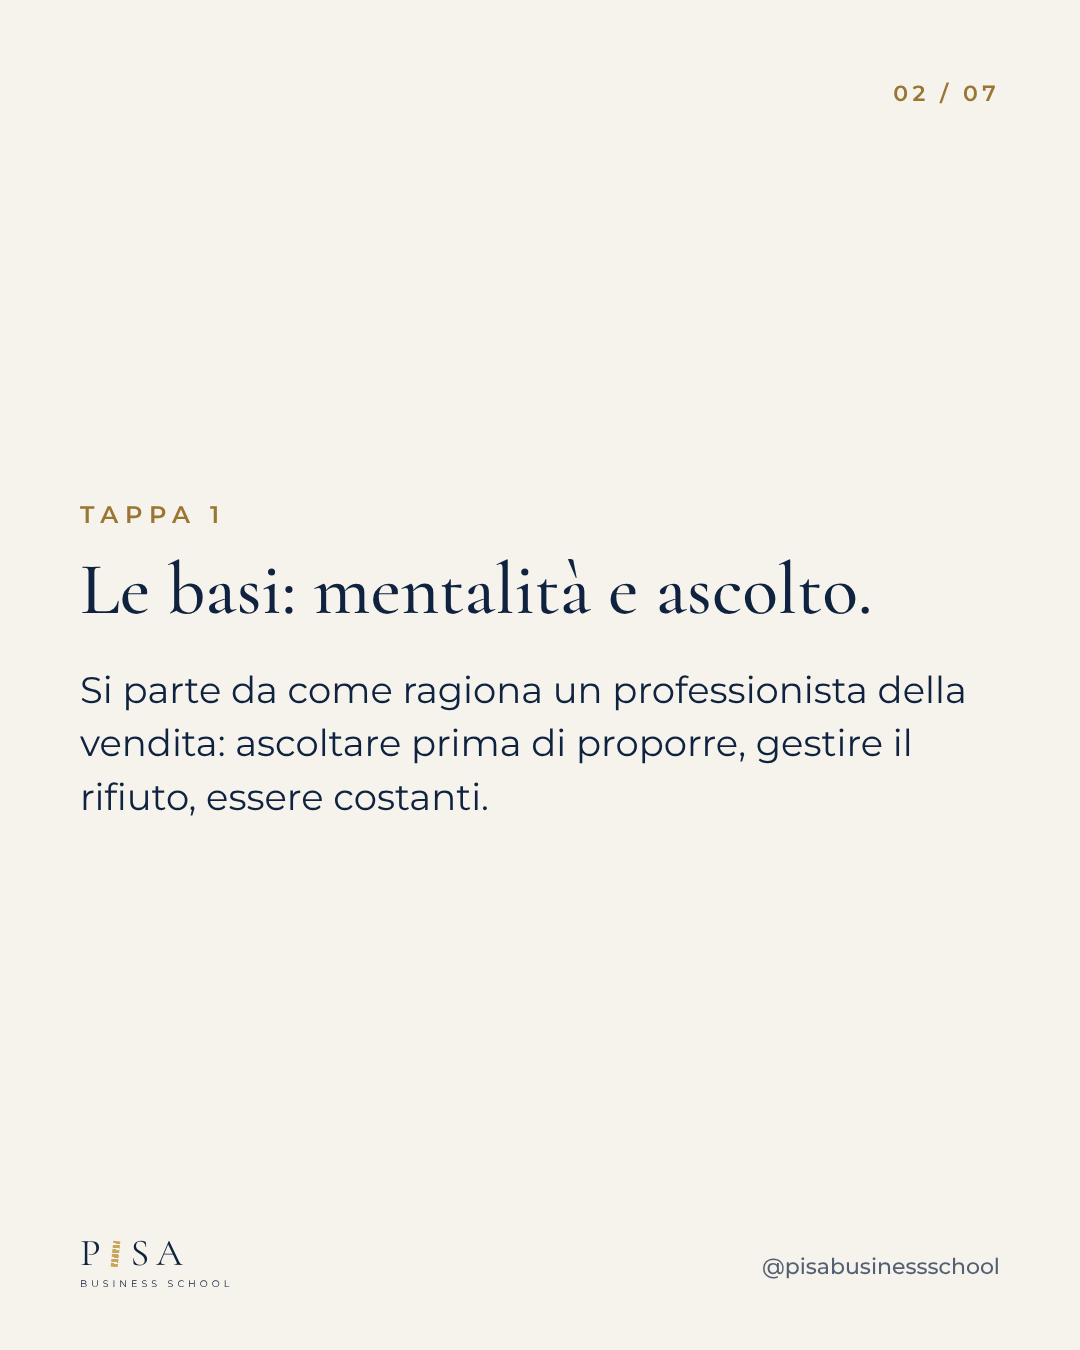 02 / 07
TAPPA 1
Le basi: mentalità e ascolto.
Si parte da come ragiona un professionista della
vendita: ascoltare prima di proporre, gestire il
rifiuto, essere costanti.
PISA
BUSINESS SCHOOL
@pisabusinessschool